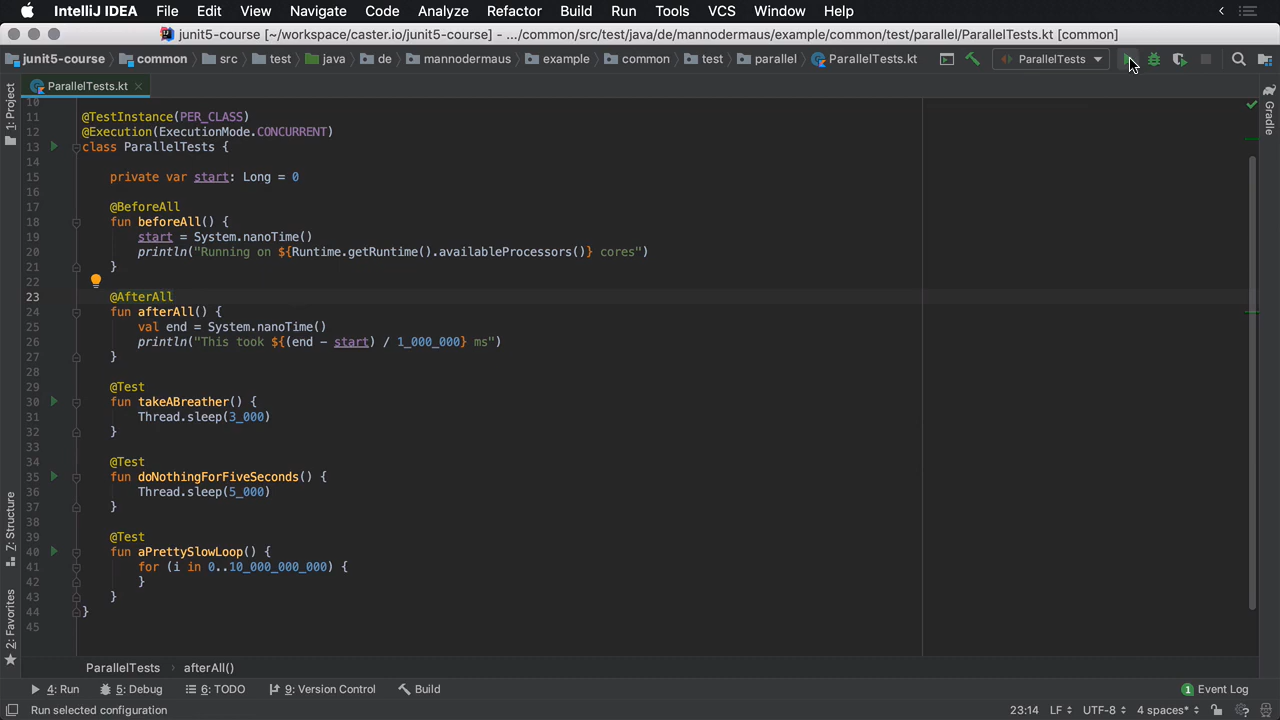 IntelliJ IDEA File Edit View Navigate Code Analyze Refactor Build Run Tools VCS Window Help
junit5-course [~/workspace/caster.io/junit5-course] - .../common/src/test/java/de/mannodermaus/example/common/test/parallel/ParallelTests.kt [common]
junit5-course common src test java de mannodermaus example common test parallel ParallelTests.kt ParallelTests
ParallelTests.kt
1: Project
Gradle
10
11 @TestInstance(PER_CLASS)
12 @Execution(ExecutionMode.CONCURRENT)
13 class ParallelTests {
14
15 private var start: Long = 0
16
17 @BeforeAll
18 fun beforeAll() {
19 start = System.nanoTime()
20 println("Running on ${Runtime.getRuntime().availableProcessors()} cores")
21 }
22
23 @AfterAll
24 fun afterAll() {
25 val end = System.nanoTime()
26 println("This took ${(end - start) / 1_000_000} ms")
27 }
28
29 @Test
30 fun takeABreather() {
31 Thread.sleep(3_000)
32 }
33
34 @Test
35 fun doNothingForFiveSeconds() {
36 Thread.sleep(5_000)
37 }
38
39 @Test
40 fun aPrettySlowLoop() {
41 for (i in 0..10_000_000_000) {
42 }
43 }
44 }
45
Z: Structure
2: Favorites
ParallelTests afterAll()
4: Run 5: Debug 6: TODO 9: Version Control Build 1 Event Log
Run selected configuration 23:14 LF UTF-8 4 spaces*